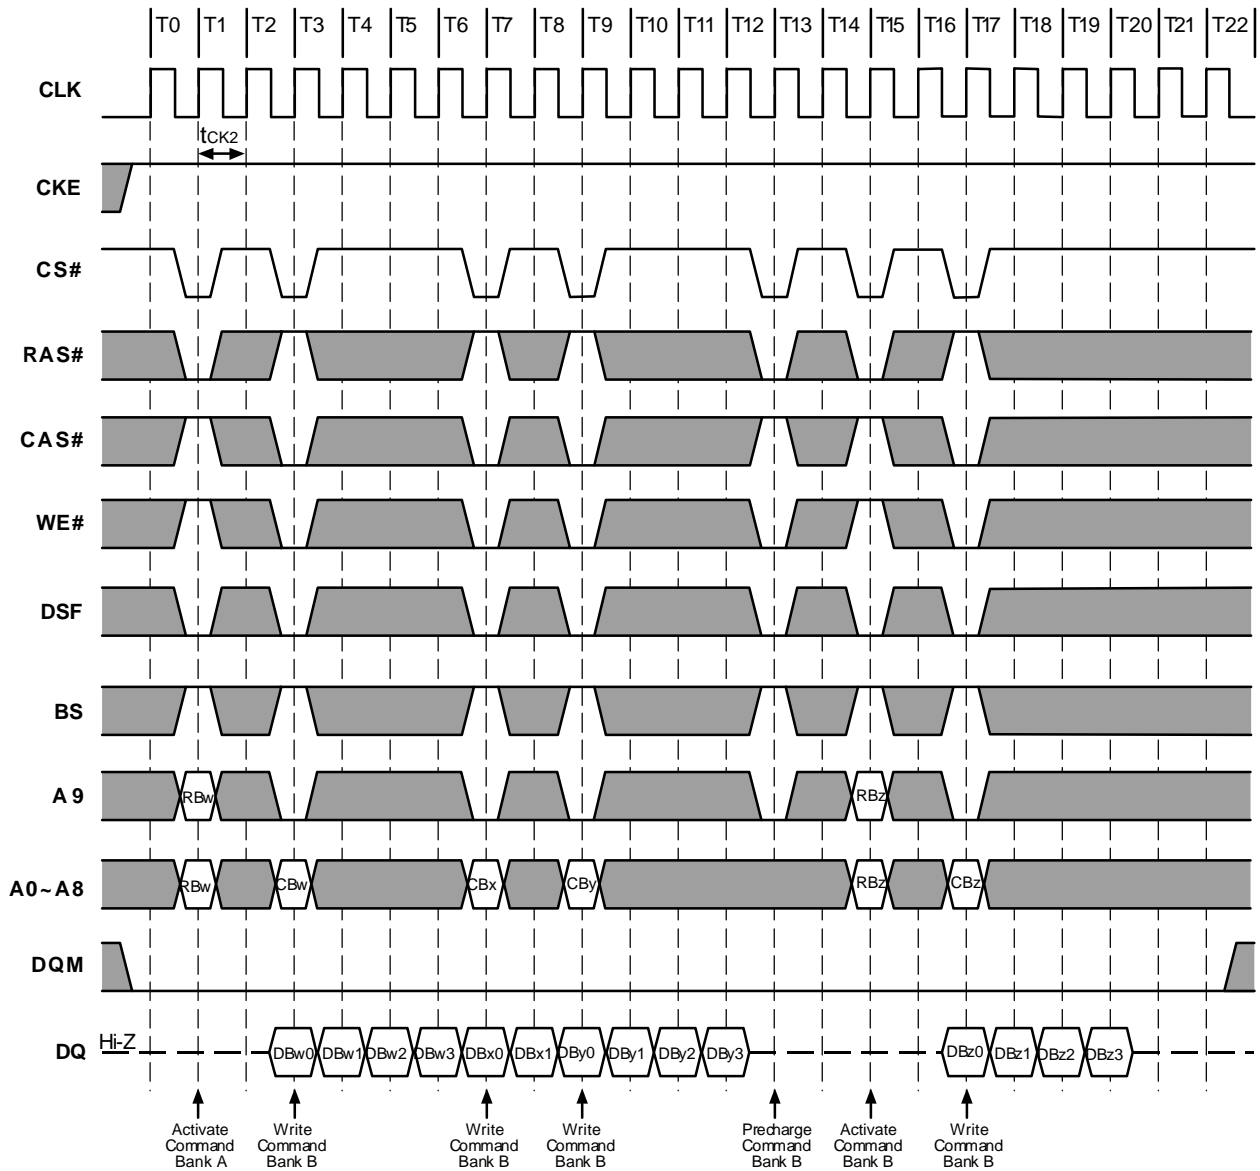 T0 T1 T2 T3 T4 T5 T6 T7 T8 T9 T10 T11 T12 T13 T14 T15 T16 T17 T18 T19 T20 T21 T22
CLK
tCK2
CKE
CS#
RAS#
CAS#
WE#
DSF
BS
A9 RBw RBz
A0~A8 RBw CBw CBx CBy RBz CBz
DQM
DQ Hi-Z DBw0 DBw1 DBw2 DBw3 DBx0 DBx1 DBy0 DBy1 DBy2 DBy3 DBz0 DBz1 DBz2 DBz3
Activate Write Write Write Precharge Activate Write
Command Command Command Command Command Command Command
Bank A Bank B Bank B Bank B Bank B Bank B Bank B